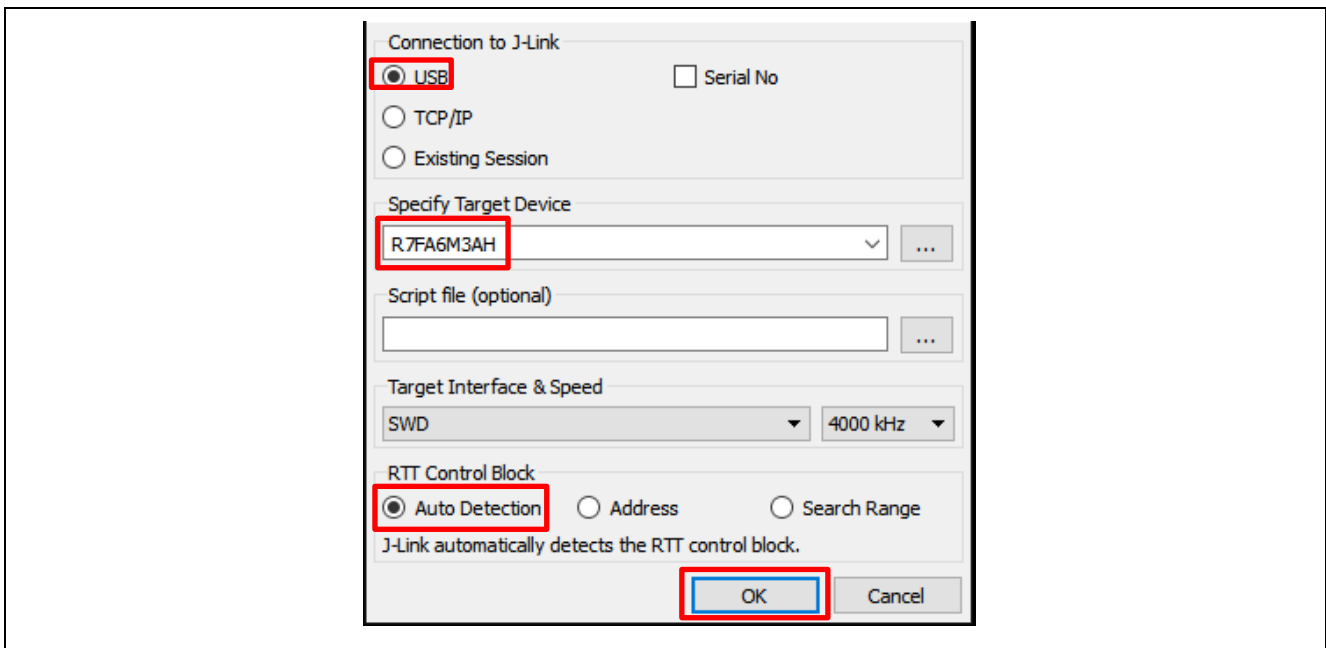 Connection to J-Link
USB
Serial No
TCP/IP
Existing Session
Specify Target Device
R7FA6M3AH
...
Script file (optional)
...
Target Interface & Speed
SWD
4000 kHz
RTT Control Block
Auto Detection
Address
Search Range
J-Link automatically detects the RTT control block.
OK
Cancel